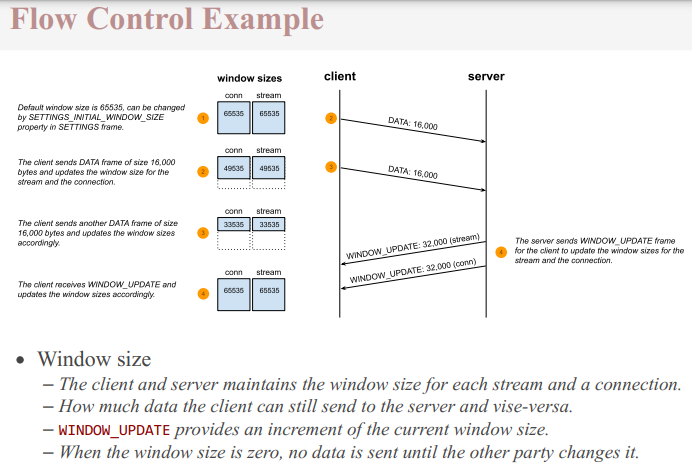 Flow Control Example
window sizes
client
server
conn stream
Default window size is 65535, can be changed
by SETTINGS_INITIAL_WINDOW_SIZE
property in SETTINGS frame.
1
65535 65535
2
DATA: 16,000
conn stream
The client sends DATA frame of size 16,000
bytes and updates the window size for the
stream and the connection.
2
49535 49535
3
DATA: 16,000
conn stream
The client sends another DATA frame of size
16,000 bytes and updates the window sizes
accordingly.
3
33535 33535
WINDOW_UPDATE: 32,000 (stream)
WINDOW_UPDATE: 32,000 (conn)
4
The server sends WINDOW_UPDATE frame
for the client to update the window sizes for the
stream and the connection.
conn stream
The client receives WINDOW_UPDATE and
updates the window sizes accordingly.
4
65535 65535
• Window size
– The client and server maintains the window size for each stream and a connection.
– How much data the client can still send to the server and vise-versa.
– WINDOW_UPDATE provides an increment of the current window size.
– When the window size is zero, no data is sent until the other party changes it.